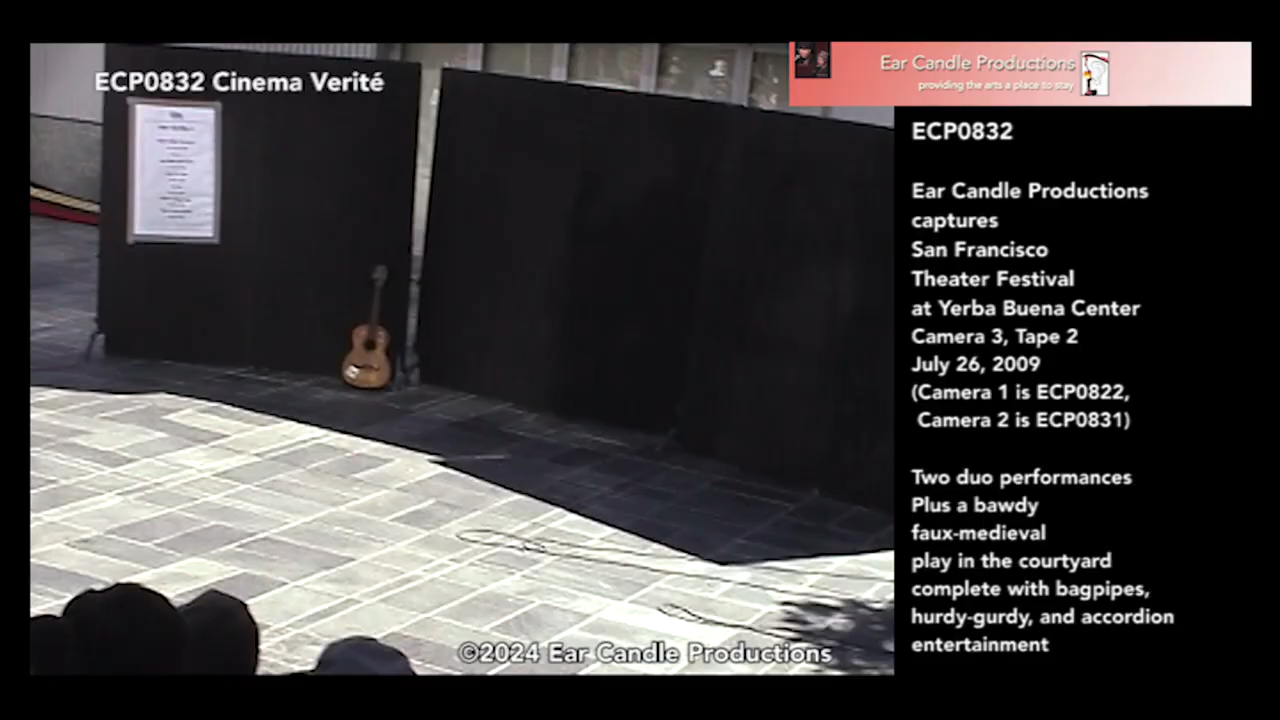 ECP0832 Cinema Verité
Ear Candle Productions
providing the arts a place to stay
ECP0832
Ear Candle Productions
captures
San Francisco
Theater Festival
at Yerba Buena Center
Camera 3, Tape 2
July 26, 2009
(Camera 1 is ECP0822,
Camera 2 is ECP0831)
Two duo performances
Plus a bawdy
faux-medieval
play in the courtyard
complete with bagpipes,
hurdy-gurdy, and accordion
entertainment
©2024 Ear Candle Productions